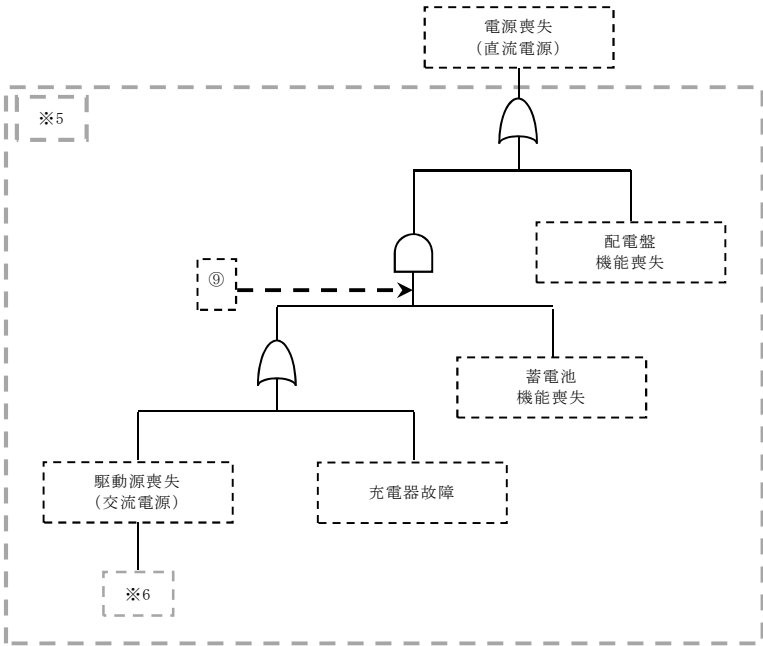 電源喪失
（直流電源）
※5
配電盤
機能喪失
⑨
蓄電池
機能喪失
駆動源喪失
（交流電源）
充電器故障
※6